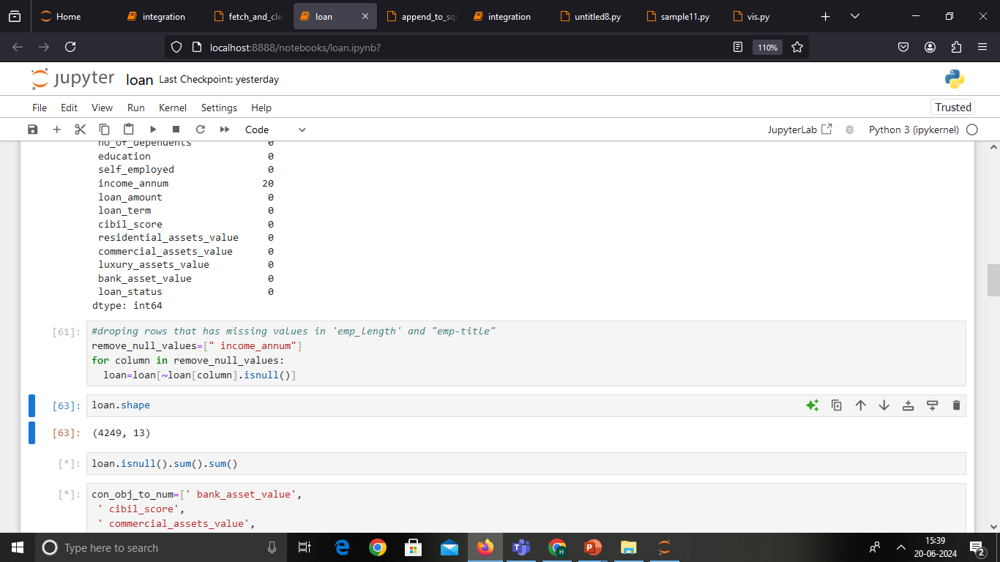 Home
integration
fetch_and_cle
loan
append_to_sq
integration
untitled8.py
sample11.py
vis.py
localhost:8888/notebooks/loan.ipynb?
110%
jupyter loan Last Checkpoint: yesterday
File Edit View Run Kernel Settings Help
Trusted
Code
JupyterLab
Python 3 (ipykernel)
no_of_dependents 0
education 0
self_employed 0
income_annum 20
loan_amount 0
loan_term 0
cibil_score 0
residential_assets_value 0
commercial_assets_value 0
luxury_assets_value 0
bank_asset_value 0
loan_status 0
dtype: int64
[61]: #droping rows that has missing values in 'emp_length' and "emp-title"
remove_null_values=[" income_annum"]
for column in remove_null_values:
loan=loan[~loan[column].isnull()]
[63]: loan.shape
[63]: (4249, 13)
[*]: loan.isnull().sum().sum()
[*]: con_obj_to_num=[' bank_asset_value',
' cibil_score',
' commercial_assets_value',
Type here to search
15:39
20-06-2024
2